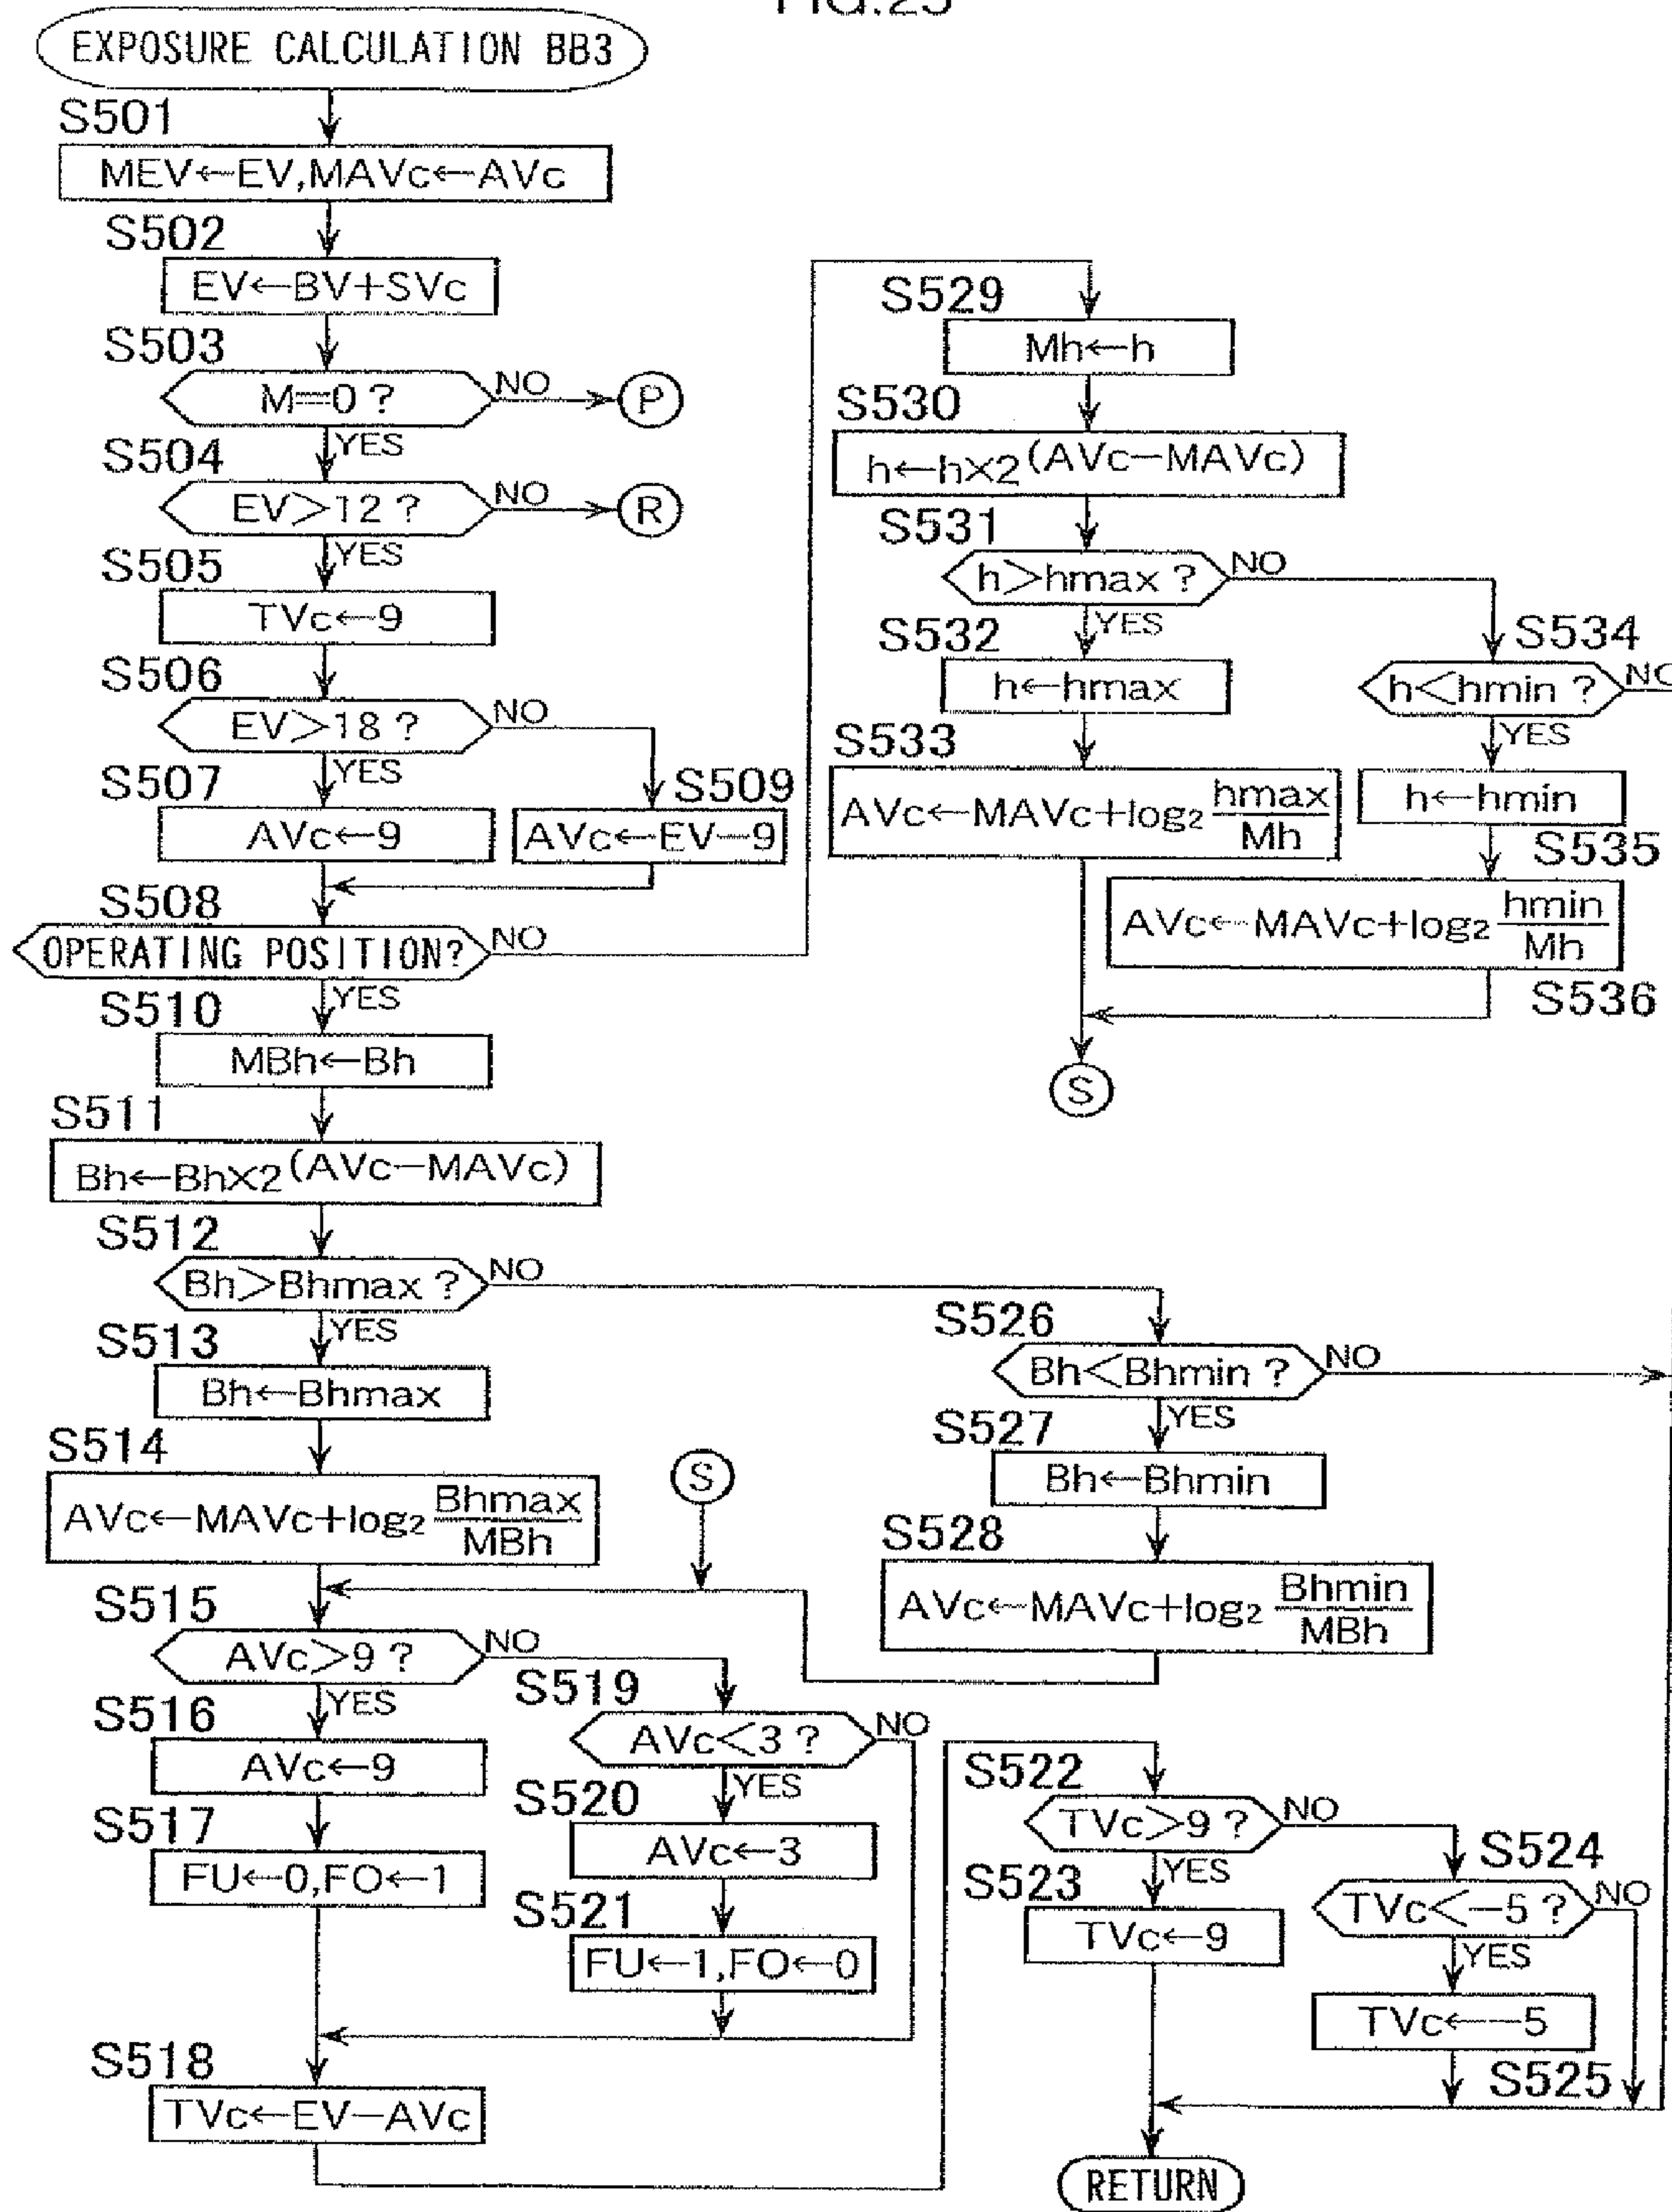 FIG.25
EXPOSURE CALCULATION BB3
S501
MEV←EV,MAVc←AVc
S502
EV←BV+SVc
S503
M=0 ?
NO
P
YES
S504
EV>12 ?
NO
R
YES
S505
TVc←9
S506
EV>18 ?
NO
YES
S507
AVc←9
S509
AVc←EV-9
S508
OPERATING POSITION?
NO
YES
S510
MBh←Bh
S511
Bh←Bh×2(AVc-MAVc)
S512
Bh>Bhmax ?
NO
YES
S513
Bh←Bhmax
S514
AVc←MAVc+log2 Bhmax/MBh
S515
AVc>9 ?
NO
YES
S516
AVc←9
S517
FU←0,FO←1
S518
TVc←EV-AVc
S519
AVc<3 ?
NO
YES
S520
AVc←3
S521
FU←1,FO←0
S529
Mh←h
S530
h←h×2(AVc-MAVc)
S531
h>hmax ?
NO
YES
S532
h←hmax
S533
AVc←MAVc+log2 hmax/Mh
S534
h<hmin ?
NO
YES
h←hmin
S535
AVc←MAVc+log2 hmin/Mh
S536
S
S526
Bh<Bhmin ?
NO
YES
S527
Bh←Bhmin
S528
AVc←MAVc+log2 Bhmin/MBh
S
S522
TVc>9 ?
NO
YES
S523
TVc←9
S524
TVc<-5 ?
NO
YES
TVc←-5
S525
RETURN